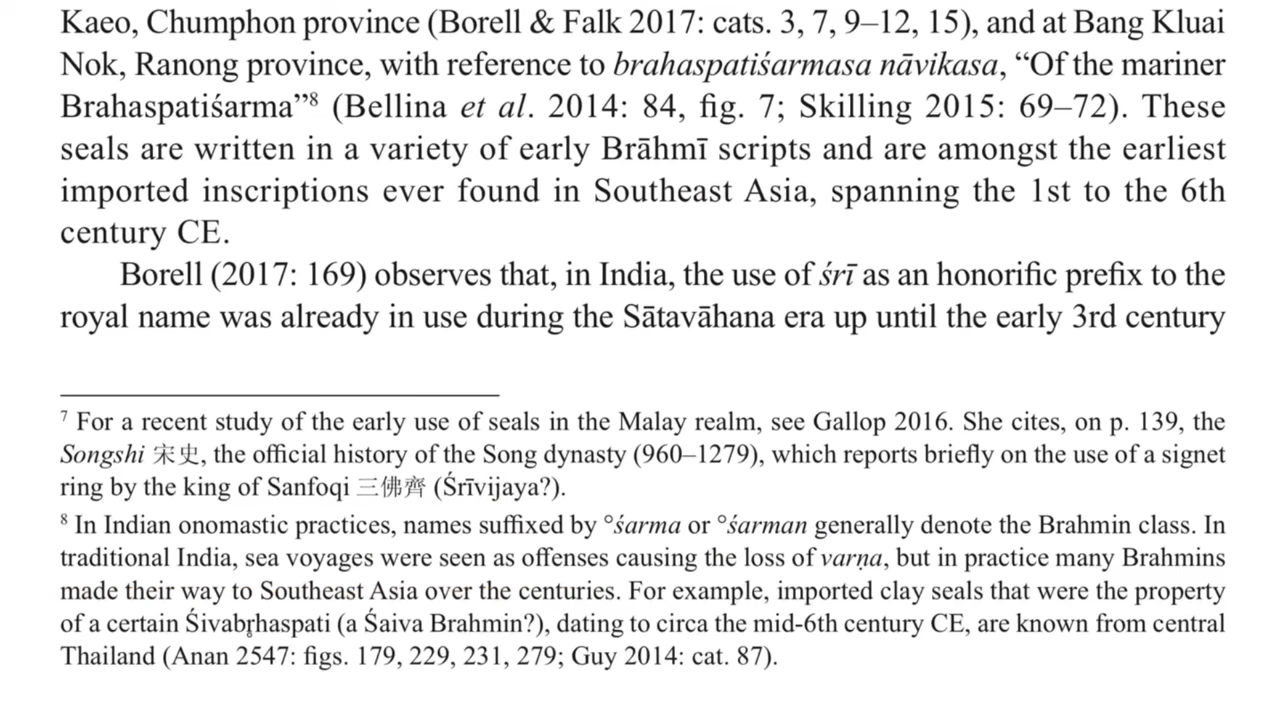 Kaeo, Chumphon province (Borell & Falk 2017: cats. 3, 7, 9–12, 15), and at Bang Kluai
Nok, Ranong province, with reference to brahaspatiśarmasa nāvikasa, “Of the mariner
Brahaspatiśarma”⁸ (Bellina et al. 2014: 84, fig. 7; Skilling 2015: 69–72). These
seals are written in a variety of early Brāhmī scripts and are amongst the earliest
imported inscriptions ever found in Southeast Asia, spanning the 1st to the 6th
century CE.
Borell (2017: 169) observes that, in India, the use of śrī as an honorific prefix to the
royal name was already in use during the Sātavāhana era up until the early 3rd century
⁷ For a recent study of the early use of seals in the Malay realm, see Gallop 2016. She cites, on p. 139, the
Songshi 宋史, the official history of the Song dynasty (960–1279), which reports briefly on the use of a signet
ring by the king of Sanfoqi 三佛齊 (Śrīvijaya?).
⁸ In Indian onomastic practices, names suffixed by °śarma or °śarman generally denote the Brahmin class. In
traditional India, sea voyages were seen as offenses causing the loss of varṇa, but in practice many Brahmins
made their way to Southeast Asia over the centuries. For example, imported clay seals that were the property
of a certain Śivabr̥haspati (a Śaiva Brahmin?), dating to circa the mid-6th century CE, are known from central
Thailand (Anan 2547: figs. 179, 229, 231, 279; Guy 2014: cat. 87).